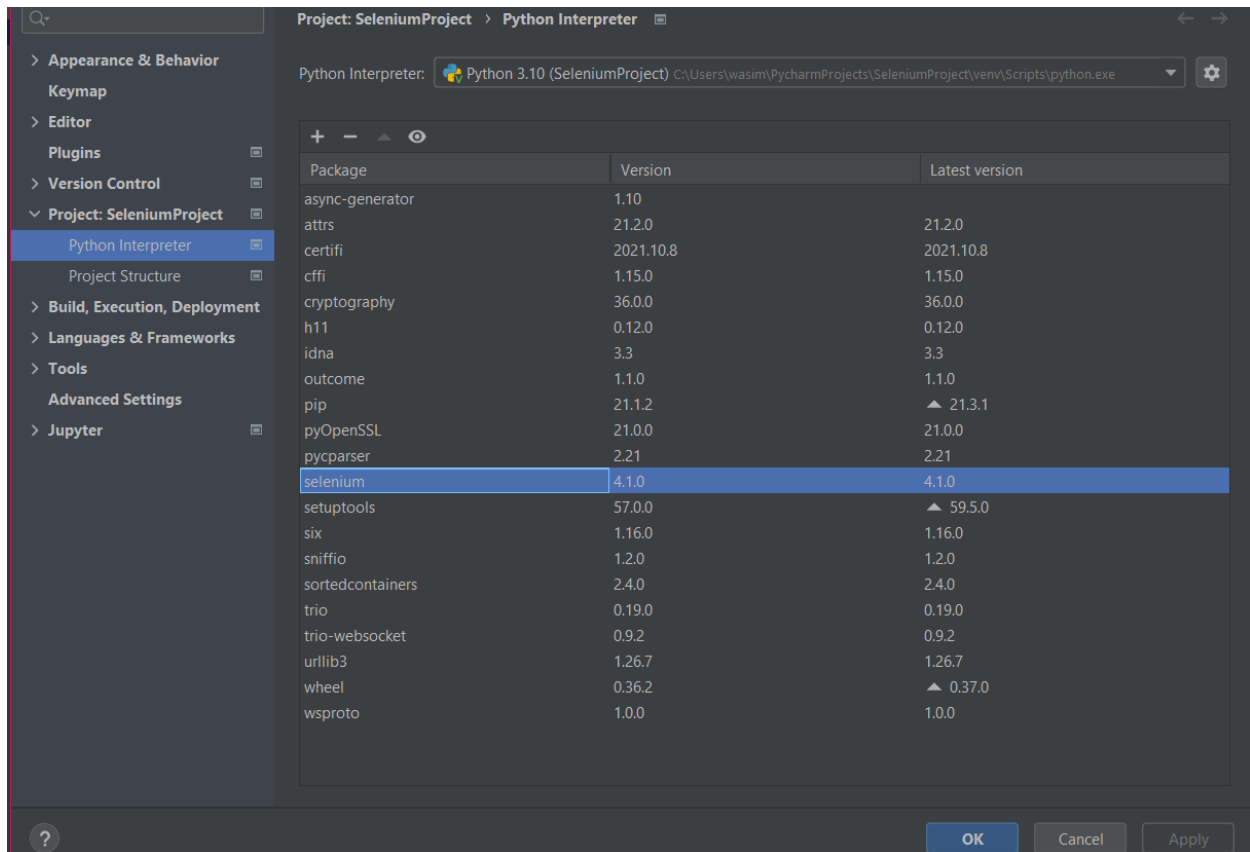 Project: SeleniumProject > Python Interpreter
Appearance & Behavior
Keymap
Editor
Plugins
Version Control
Project: SeleniumProject
Python Interpreter
Project Structure
Build, Execution, Deployment
Languages & Frameworks
Tools
Advanced Settings
Jupyter
Python Interpreter: Python 3.10 (SeleniumProject) C:\Users\wasim\PycharmProjects\SeleniumProject\venv\Scripts\python.exe
Package Version Latest version
async-generator 1.10
attrs 21.2.0 21.2.0
certifi 2021.10.8 2021.10.8
cffi 1.15.0 1.15.0
cryptography 36.0.0 36.0.0
h11 0.12.0 0.12.0
idna 3.3 3.3
outcome 1.1.0 1.1.0
pip 21.1.2 21.3.1
pyOpenSSL 21.0.0 21.0.0
pycparser 2.21 2.21
selenium 4.1.0 4.1.0
setuptools 57.0.0 59.5.0
six 1.16.0 1.16.0
sniffio 1.2.0 1.2.0
sortedcontainers 2.4.0 2.4.0
trio 0.19.0 0.19.0
trio-websocket 0.9.2 0.9.2
urllib3 1.26.7 1.26.7
wheel 0.36.2 0.37.0
wsproto 1.0.0 1.0.0
? OK Cancel Apply